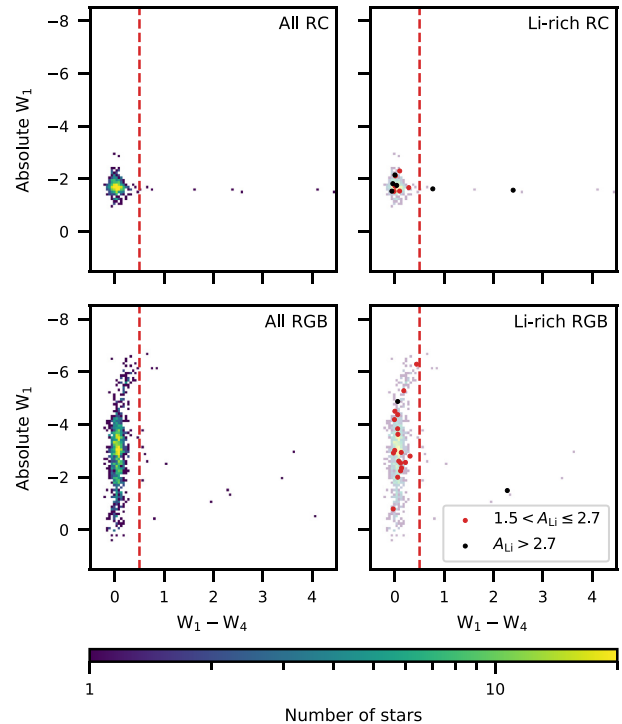 All RC
Li-rich RC
−8
−6
−4
−2
0
Absolute W₁
All RGB
Li-rich RGB
−8
−6
−4
−2
0
Absolute W₁
1.5 < A_Li ≤ 2.7
A_Li > 2.7
0 1 2 3 4
0 1 2 3 4
W₁ − W₄
W₁ − W₄
1 10
Number of stars